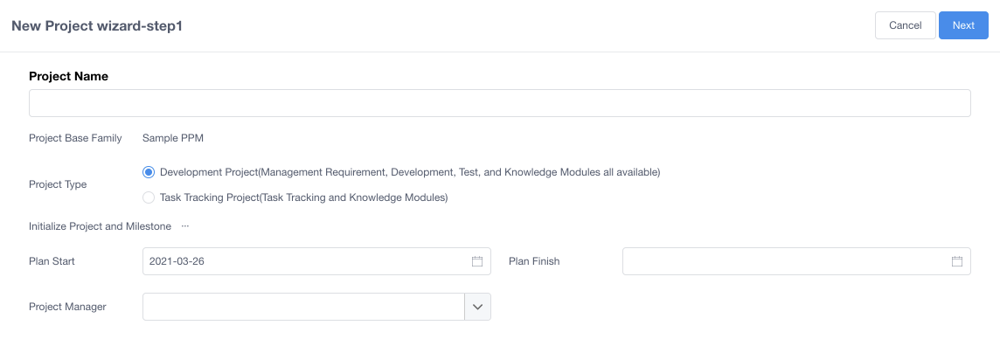 New Project wizard-step1
Cancel
Next
Project Name
Project Base Family
Sample PPM
Project Type
Development Project(Management Requirement, Development, Test, and Knowledge Modules all available)
Task Tracking Project(Task Tracking and Knowledge Modules)
Initialize Project and Milestone ...
Plan Start
2021-03-26
Plan Finish
Project Manager